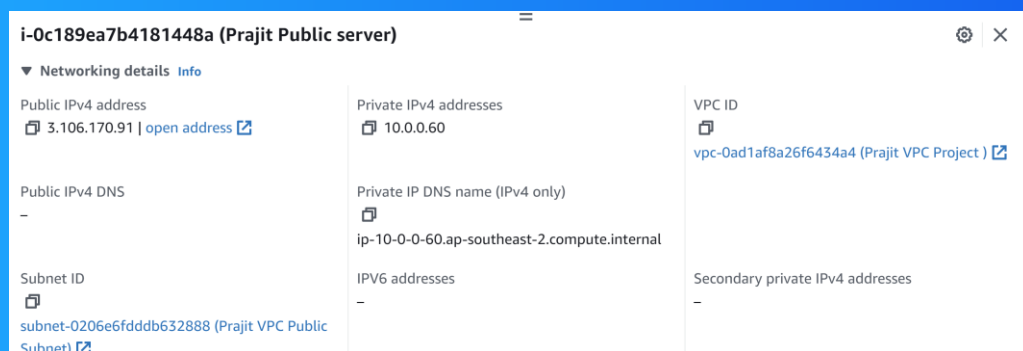 i-0c189ea7b4181448a (Prajit Public server)
Networking details Info
Public IPv4 address
3.106.170.91 | open address
Private IPv4 addresses
10.0.0.60
VPC ID
vpc-0ad1af8a26f6434a4 (Prajit VPC Project )
Public IPv4 DNS
–
Private IP DNS name (IPv4 only)
ip-10-0-0-60.ap-southeast-2.compute.internal
Subnet ID
subnet-0206e6fdddb632888 (Prajit VPC Public
Subnet)
IPV6 addresses
–
Secondary private IPv4 addresses
–